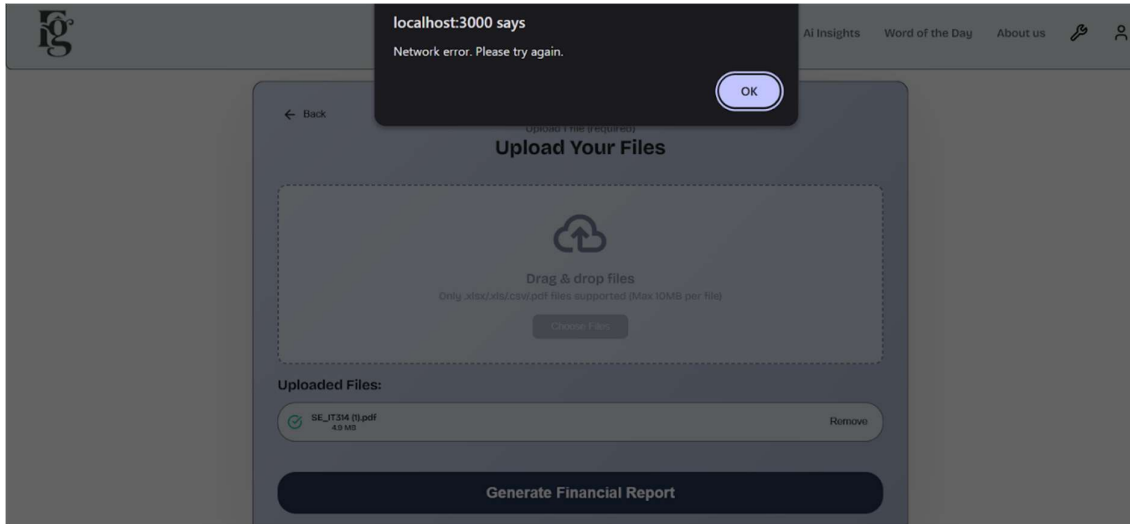 localhost:3000 says
Network error. Please try again.
OK
Ai Insights
Word of the Day
About us
Back
Upload 1 file (required)
Upload Your Files
Drag & drop files
Only .xlsx/.xls/.csv/.pdf files supported (Max 10MB per file)
Choose Files
Uploaded Files:
SE_IT314 (1).pdf
4.9 MB
Remove
Generate Financial Report